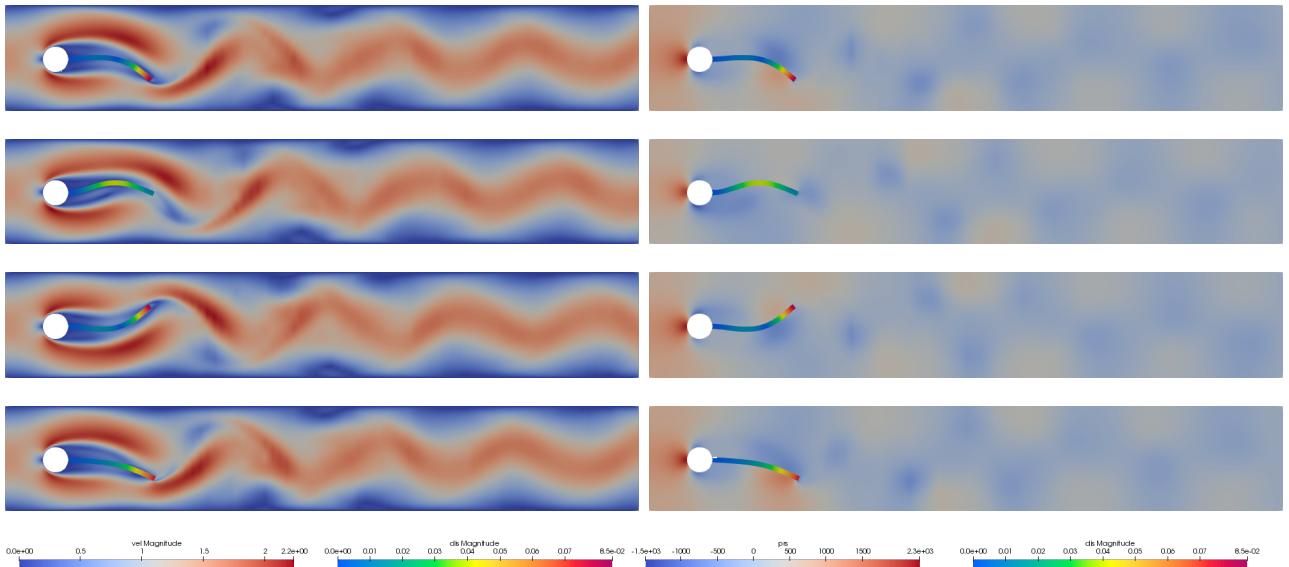 vel Magnitude
0.0e+00 0.5 1 1.5 2 2.2e+00
dis Magnitude
0.0e+00 0.01 0.02 0.03 0.04 0.05 0.06 0.07 8.5e-02
prs
-1.5e+03 -1000 -500 0 500 1000 1500 2.3e+03
dis Magnitude
0.0e+00 0.01 0.02 0.03 0.04 0.05 0.06 0.07 8.5e-02